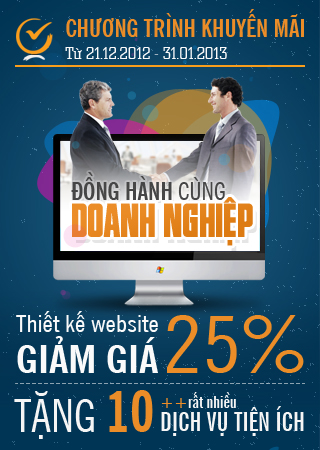 CHƯƠNG TRÌNH KHUYẾN MÃI
Từ 21.12.2012 - 31.01.2013
ĐỒNG HÀNH CÙNG
DOANH NGHIỆP
Thiết kế website
GIẢM GIÁ 25%
TẶNG 10 ++ rất nhiều
DỊCH VỤ TIỆN ÍCH